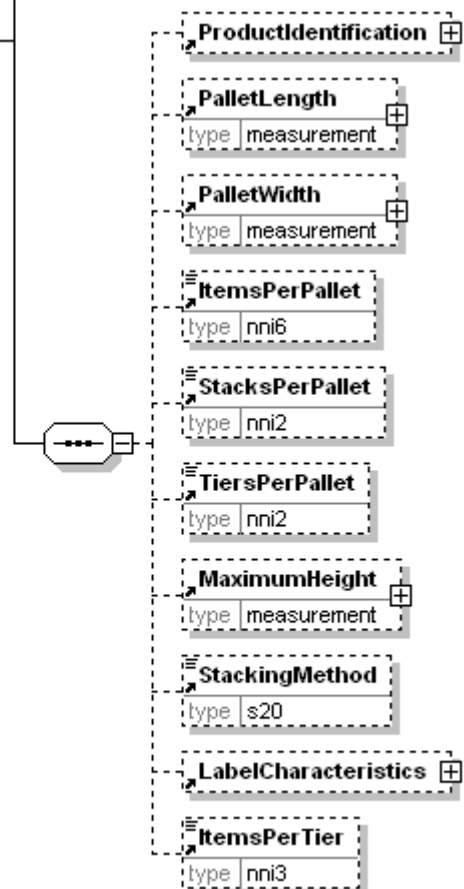 ProductIdentification
PalletLength
type measurement
PalletWidth
type measurement
ItemsPerPallet
type nni6
StacksPerPallet
type nni2
TiersPerPallet
type nni2
MaximumHeight
type measurement
StackingMethod
type s20
LabelCharacteristics
ItemsPerTier
type nni3